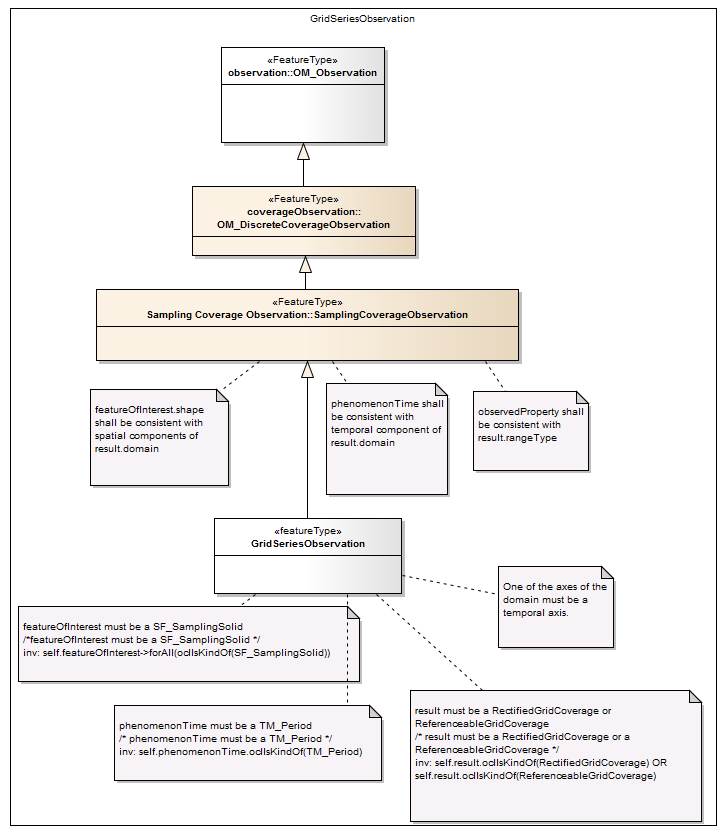 GridSeriesObservation
«FeatureType»
observation::OM_Observation
«FeatureType»
coverageObservation::
OM_DiscreteCoverageObservation
«FeatureType»
Sampling Coverage Observation::SamplingCoverageObservation
featureOfInterest.shape
shall be consistent with
spatial components of
result.domain
phenomenonTime shall
be consistent with
temporal component of
result.domain
observedProperty shall
be consistent with
result.rangeType
«featureType»
GridSeriesObservation
One of the axes of the
domain must be a
temporal axis.
featureOfInterest must be a SF_SamplingSolid
/*featureOfInterest must be a SF_SamplingSolid */
inv: self.featureOfInterest->forAll(oclIsKindOf(SF_SamplingSolid))
phenomenonTime must be a TM_Period
/* phenomenonTime must be a TM_Period */
inv: self.phenomenonTime.oclIsKindOf(TM_Period)
result must be a RectifiedGridCoverage or
ReferenceableGridCoverage
/* result must be a RectifiedGridCoverage or a
ReferenceableGridCoverage */
inv: self.result.oclIsKindOf(RectifiedGridCoverage) OR
self.result.oclIsKindOf(ReferenceableGridCoverage)